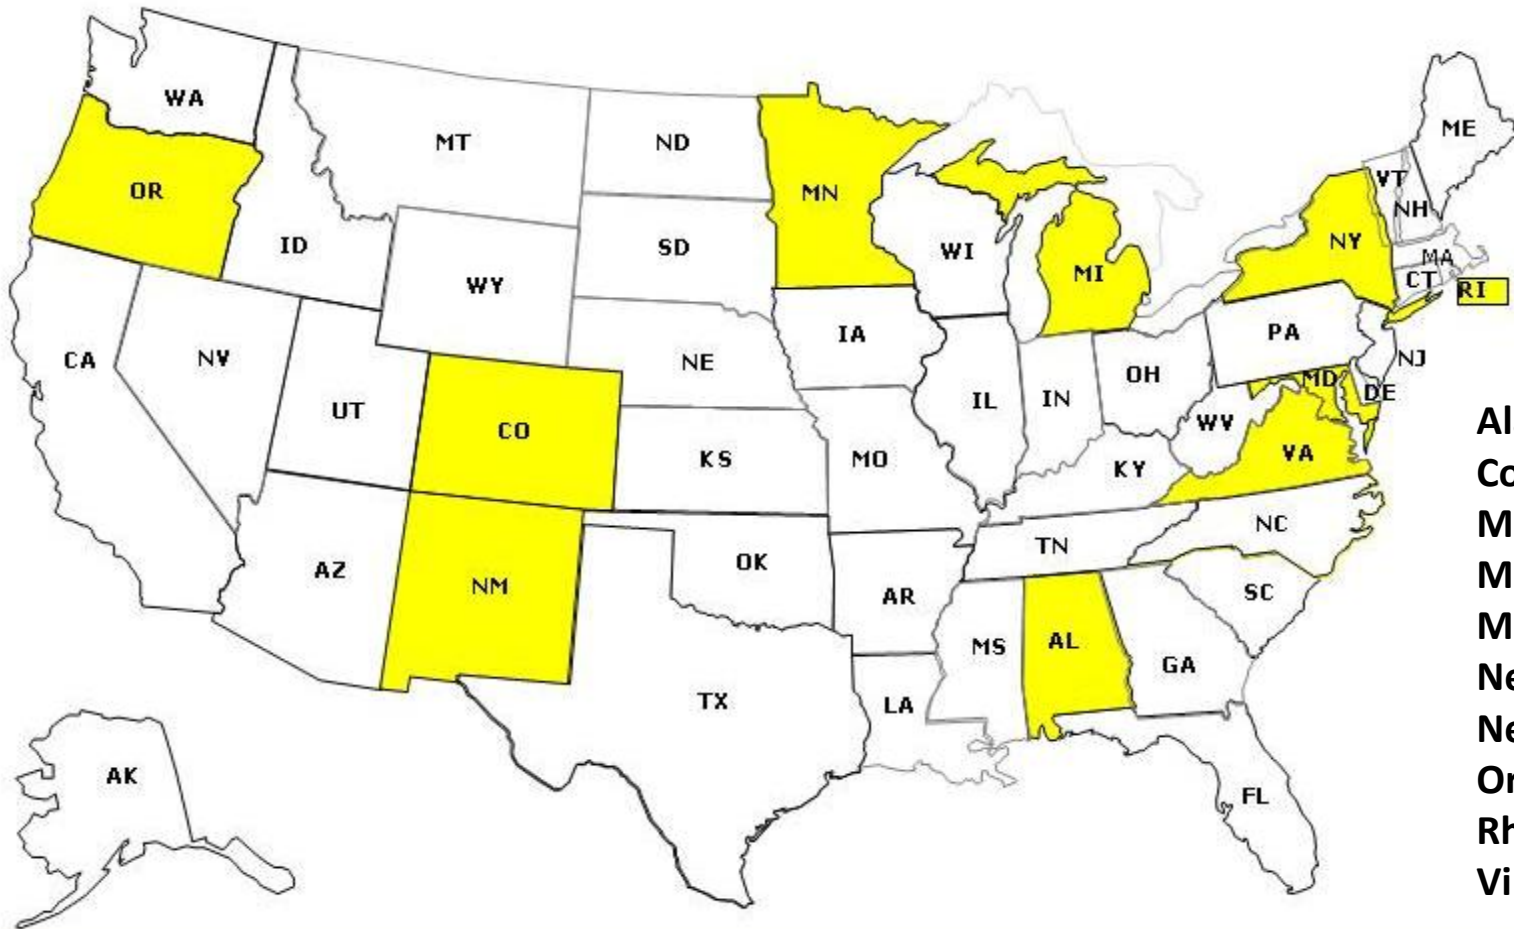 WA
MT
ND
MN
ME
OR
ID
SD
WI
MI
NY
VT
NH
WY
MA
CT
RI
CA
NV
UT
CO
NE
IA
IL
IN
OH
PA
NJ
MD
DE
KS
MO
WV
VA
KY
AZ
NM
OK
AR
TN
NC
SC
TX
LA
MS
AL
GA
AK
FL
Al
Co
M
M
M
Ne
Ne
Or
Rh
Vi